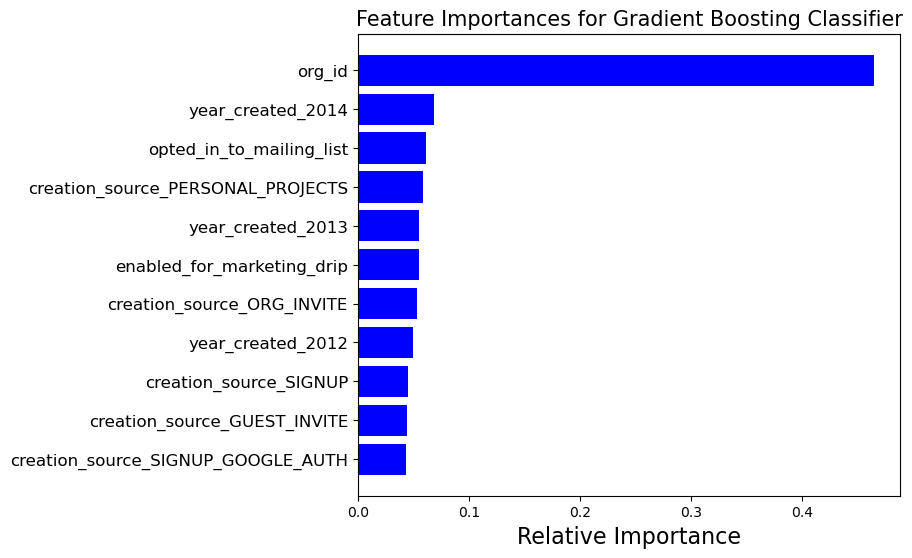 Feature Importances for Gradient Boosting Classifier
org_id
year_created_2014
opted_in_to_mailing_list
creation_source_PERSONAL_PROJECTS
year_created_2013
enabled_for_marketing_drip
creation_source_ORG_INVITE
year_created_2012
creation_source_SIGNUP
creation_source_GUEST_INVITE
creation_source_SIGNUP_GOOGLE_AUTH
0.0 0.1 0.2 0.3 0.4
Relative Importance